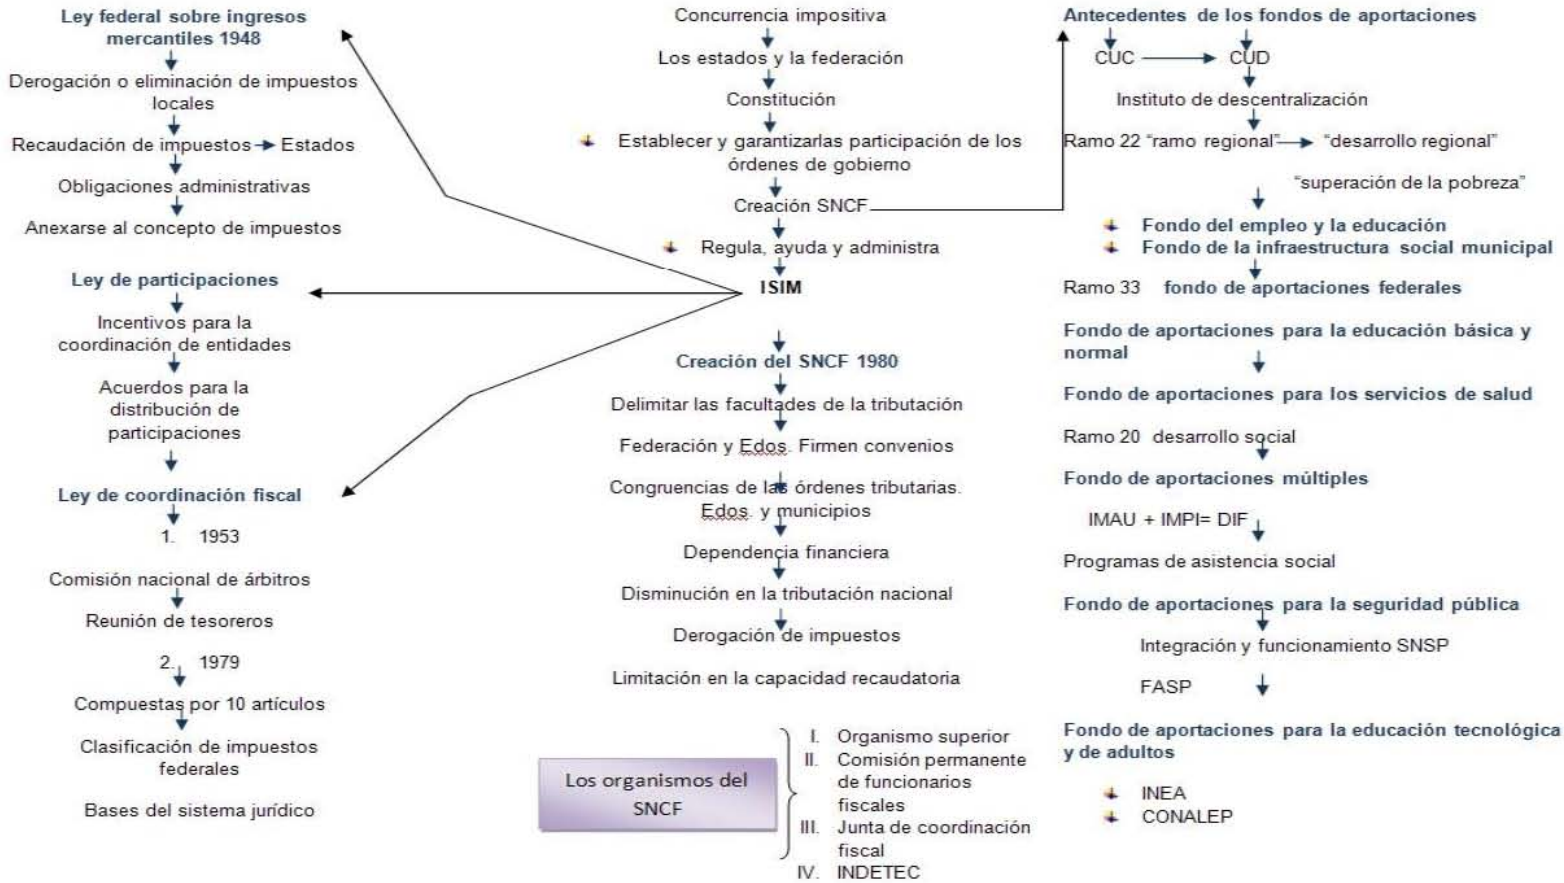 Ley federal sobre ingresos
mercantiles 1948
Derogación o eliminación de impuestos
locales
Recaudación de impuestos Estados
Obligaciones administrativas
Anexarse al concepto de impuestos
Ley de participaciones
Incentivos para la
coordinación de entidades
Acuerdos para la
distribución de
participaciones
Ley de coordinación fiscal
1. 1953
Comisión nacional de árbitros
Reunión de tesoreros
2. 1979
Compuestas por 10 artículos
Clasificación de impuestos
federales
Bases del sistema jurídico
Concurrencia impositiva
Los estados y la federación
Constitución
Establecer y garantizarlas participación de los
órdenes de gobierno
Creación SNCF
Regula, ayuda y administra
ISIM
Creación del SNCF 1980
Delimitar las facultades de la tributación
Federación y Edos. Firmen convenios
Congruencias de las órdenes tributarias.
Edos. y municipios
Dependencia financiera
Disminución en la tributación nacional
Derogación de impuestos
Limitación en la capacidad recaudatoria
Los organismos del
SNCF
I. Organismo superior
II. Comisión permanente
de funcionarios
fiscales
III. Junta de coordinación
fiscal
IV. INDETEC
Antecedentes de los fondos de aportaciones
CUC CUD
Instituto de descentralización
Ramo 22 “ramo regional” “desarrollo regional”
“superación de la pobreza”
Fondo del empleo y la educación
Fondo de la infraestructura social municipal
Ramo 33 fondo de aportaciones federales
Fondo de aportaciones para la educación básica y
normal
Fondo de aportaciones para los servicios de salud
Ramo 20 desarrollo social
Fondo de aportaciones múltiples
IMAU + IMPI= DIF
Programas de asistencia social
Fondo de aportaciones para la seguridad pública
Integración y funcionamiento SNSP
FASP
Fondo de aportaciones para la educación tecnológica
y de adultos
INEA
CONALEP